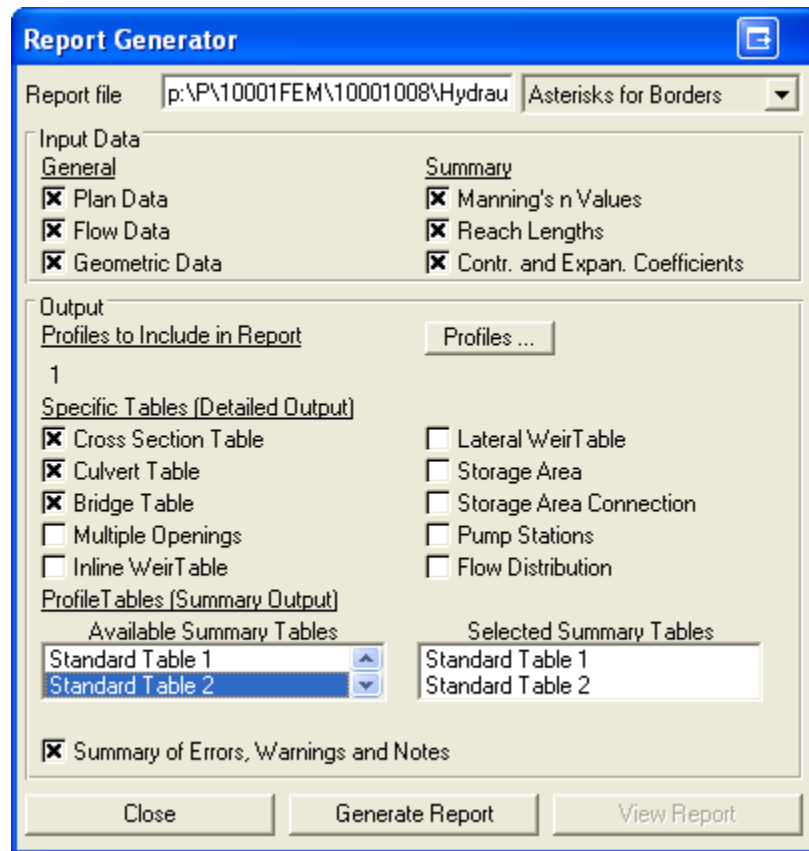 Report Generator
Report file p:\P\10001FEM\10001008\Hydrau Asterisks for Borders
Input Data
General Summary
Plan Data Manning's n Values
Flow Data Reach Lengths
Geometric Data Contr. and Expan. Coefficients
Output
Profiles to Include in Report Profiles ...
1
Specific Tables (Detailed Output)
Cross Section Table Lateral WeirTable
Culvert Table Storage Area
Bridge Table Storage Area Connection
Multiple Openings Pump Stations
Inline WeirTable Flow Distribution
ProfileTables (Summary Output)
Available Summary Tables Selected Summary Tables
Standard Table 1 Standard Table 1
Standard Table 2 Standard Table 2
Summary of Errors, Warnings and Notes
Close Generate Report View Report